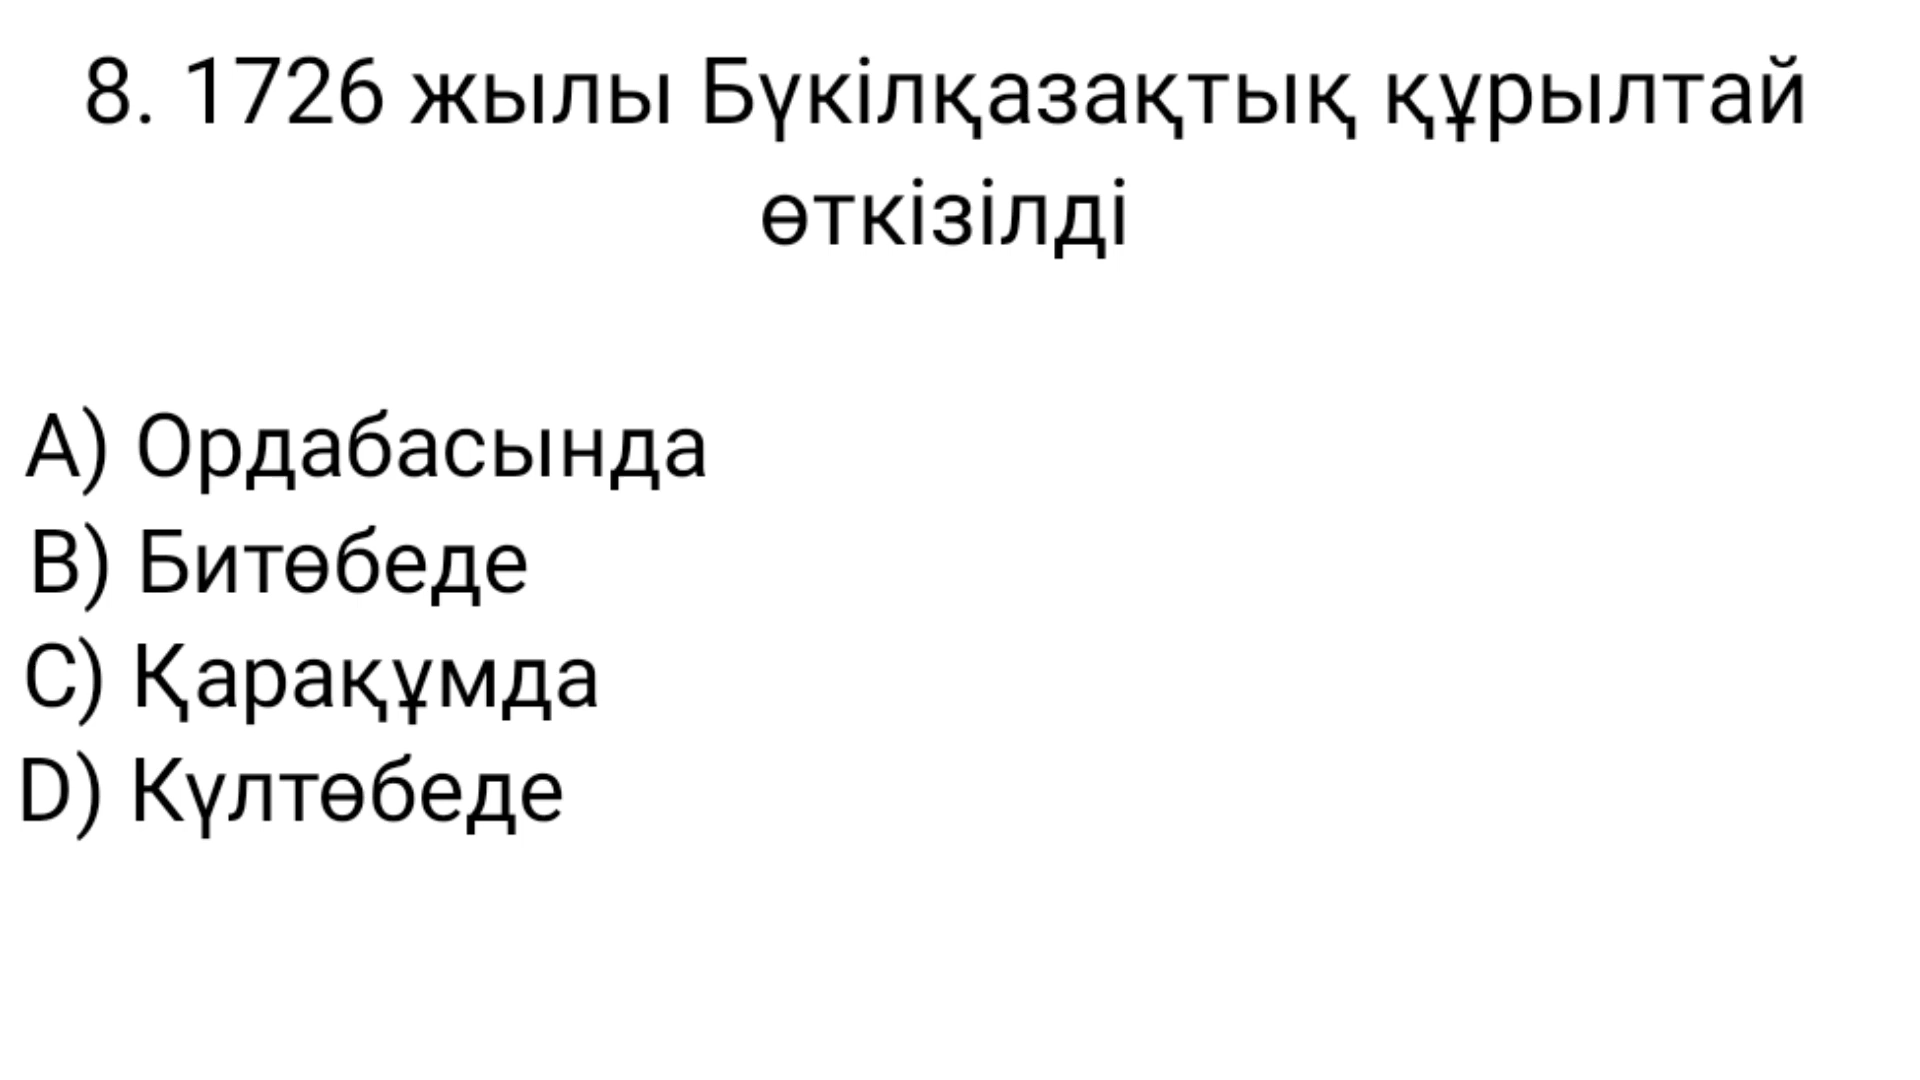 8. 1726 жылы Бүкілқазақтық құрылтай
өткізілді
A) Ордабасында
B) Битөбеде
C) Қарақұмда
D) Күлтөбеде